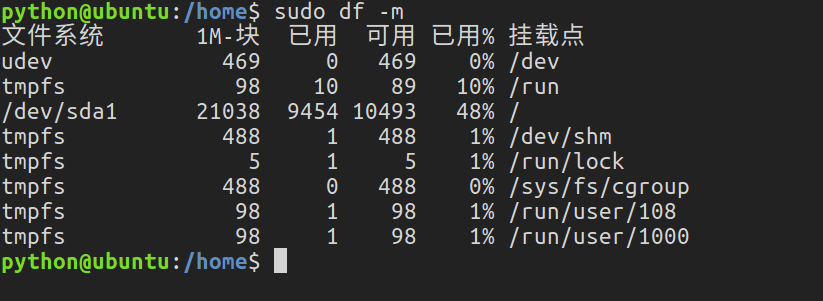 python@ubuntu:/home$ sudo df -m
文件系统 1M-块 已用 可用 已用% 挂载点
udev 469 0 469 0% /dev
tmpfs 98 10 89 10% /run
/dev/sda1 21038 9454 10493 48% /
tmpfs 488 1 488 1% /dev/shm
tmpfs 5 1 5 1% /run/lock
tmpfs 488 0 488 0% /sys/fs/cgroup
tmpfs 98 1 98 1% /run/user/108
tmpfs 98 1 98 1% /run/user/1000
python@ubuntu:/home$